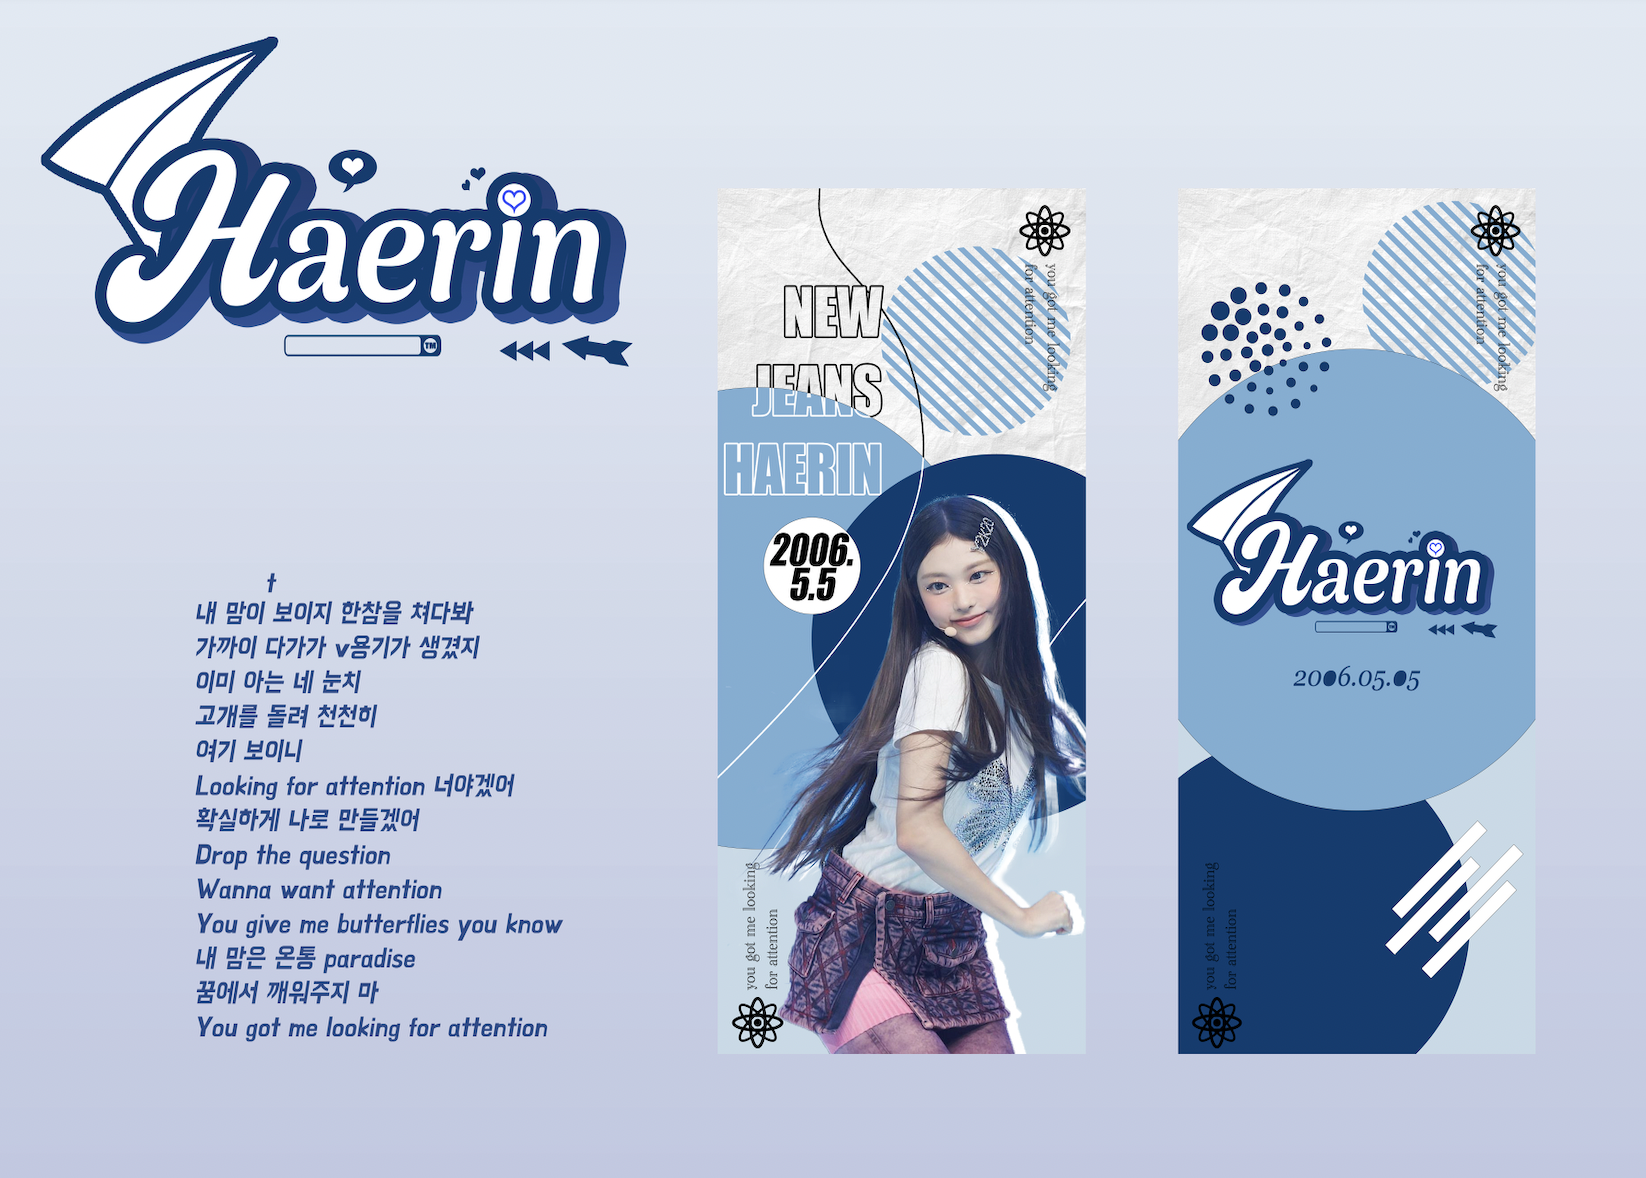 Haerin
TM
t
내 맘이 보이지 한참을 쳐다봐
가까이 다가가 v용기가 생겼지
이미 아는 네 눈치
고개를 돌려 천천히
여기 보이니
Looking for attention 너야겠어
확실하게 나로 만들겠어
Drop the question
Wanna want attention
You give me butterflies you know
내 맘은 온통 paradise
꿈에서 깨워주지 마
You got me looking for attention
you got me looking
for attention
NEW
JEANS
HAERIN
2006.
5.5
Y2K20
you got me looking
for attention
you got me looking
for attention
Haerin
TM
2006.05.05
you got me looking
for attention